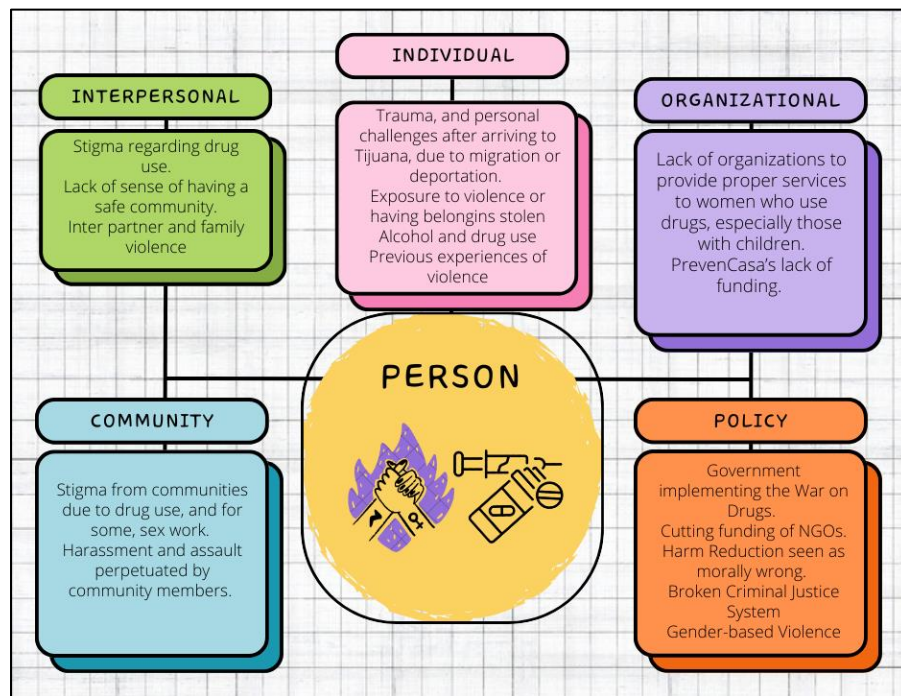 INDIVIDUAL
Trauma, and personal
challenges after arriving to
Tijuana, due to migration or
deportation.
Exposure to violence or
having belongins stolen
Alcohol and drug use
Previous experiences of
violence
INTERPERSONAL
Stigma regarding drug
use.
Lack of sense of having a
safe community.
Inter partner and family
violence
ORGANIZATIONAL
Lack of organizations to
provide proper services
to women who use
drugs, especially those
with children.
PrevenCasa's lack of
funding.
PERSON
COMMUNITY
Stigma from communities
due to drug use, and for
some, sex work.
Harassment and assault
perpetuated by
community members.
POLICY
Government
implementing the War on
Drugs.
Cutting funding of NGOs.
Harm Reduction seen as
morally wrong.
Broken Criminal Justice
System
Gender-based Violence